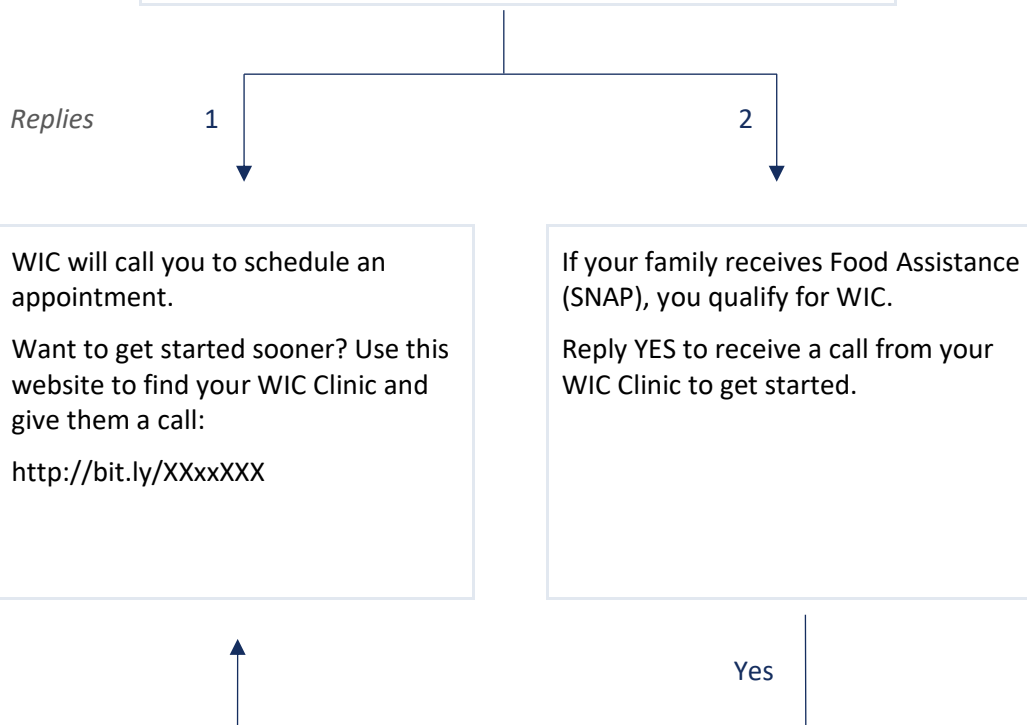 Replies
1
2
WIC will call you to schedule an
appointment.
Want to get started sooner? Use this
website to find your WIC Clinic and
give them a call:
http://bit.ly/XXxxXXX
If your family receives Food Assistance
(SNAP), you qualify for WIC.
Reply YES to receive a call from your
WIC Clinic to get started.
Yes